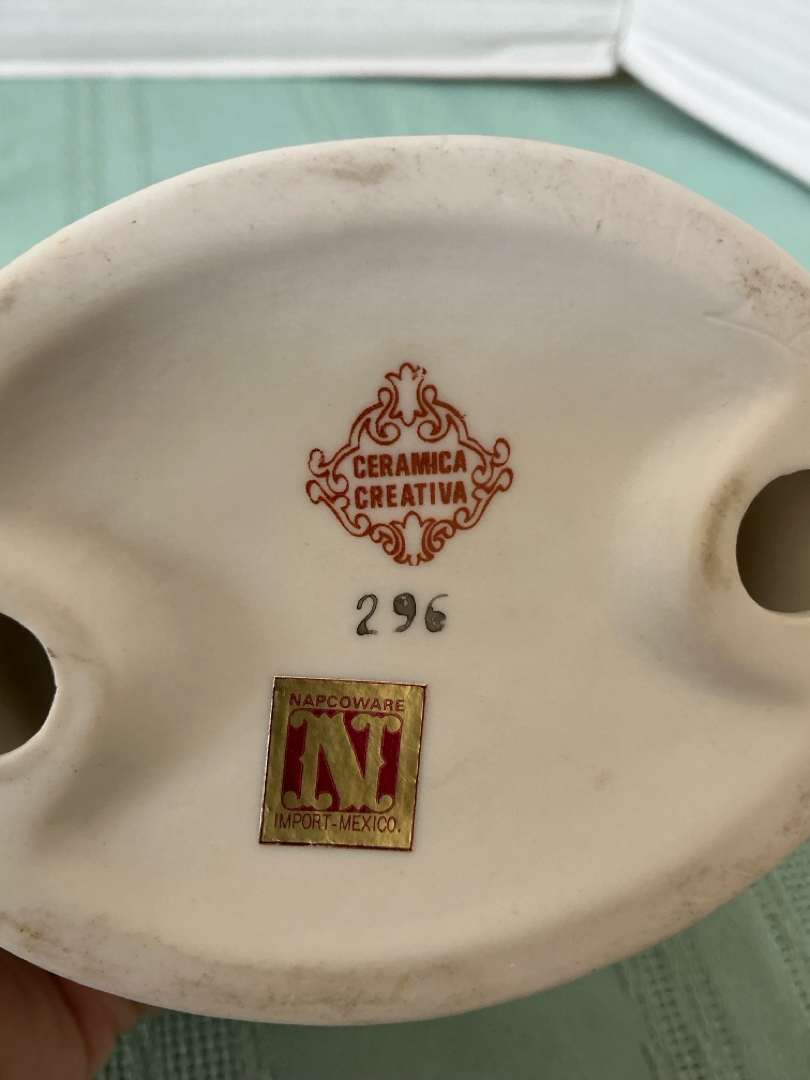 CERAMICA
CREATIVA
296
NAPCOWARE
N
IMPORT-MEXICO.